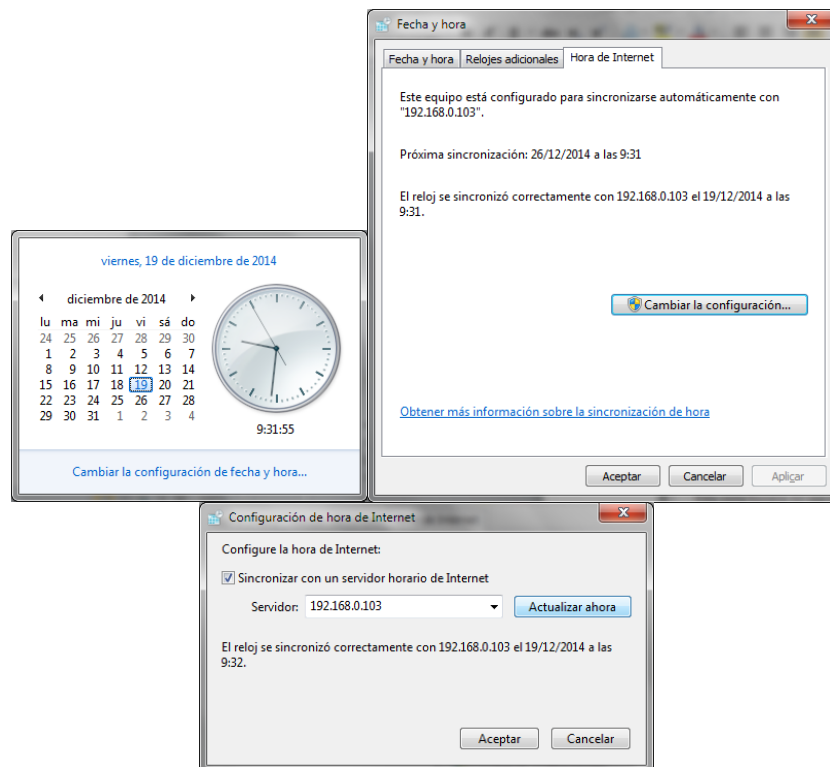 viernes, 19 de diciembre de 2014
diciembre de 2014
lu ma mi ju vi sá do
24 25 26 27 28 29 30
1 2 3 4 5 6 7
8 9 10 11 12 13 14
15 16 17 18 19 20 21
22 23 24 25 26 27 28
29 30 31 1 2 3 4
9:31:55
Cambiar la configuración de fecha y hora...
Fecha y hora
Fecha y hora Relojes adicionales Hora de Internet
Este equipo está configurado para sincronizarse automáticamente con
"192.168.0.103".
Próxima sincronización: 26/12/2014 a las 9:31
El reloj se sincronizó correctamente con 192.168.0.103 el 19/12/2014 a las
9:31.
Cambiar la configuración...
Obtener más información sobre la sincronización de hora
Aceptar Cancelar Aplicar
Configuración de hora de Internet
Configure la hora de Internet:
Sincronizar con un servidor horario de Internet
Servidor: 192.168.0.103 Actualizar ahora
El reloj se sincronizó correctamente con 192.168.0.103 el 19/12/2014 a las
9:32.
Aceptar Cancelar